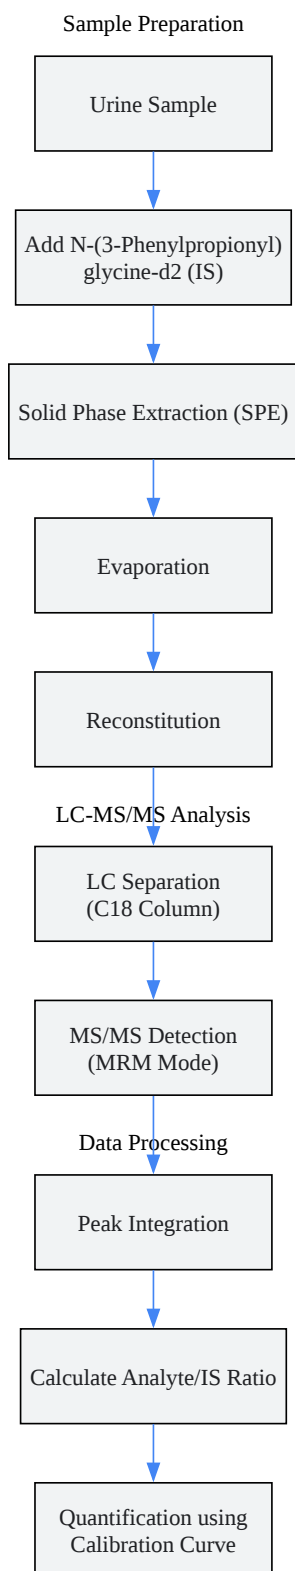 Sample Preparation
Urine Sample
Add N-(3-Phenylpropionyl)
glycine-d2 (IS)
Solid Phase Extraction (SPE)
Evaporation
Reconstitution
LC-MS/MS Analysis
LC Separation
(C18 Column)
MS/MS Detection
(MRM Mode)
Data Processing
Peak Integration
Calculate Analyte/IS Ratio
Quantification using
Calibration Curve